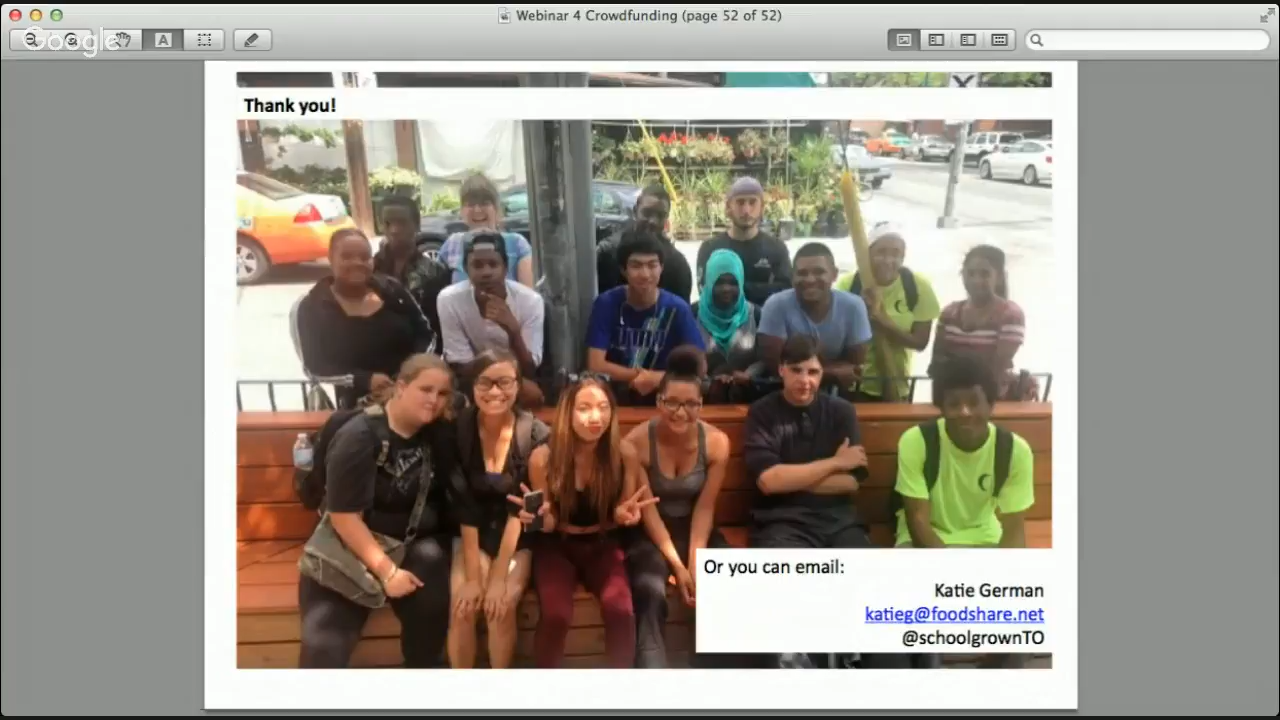 Webinar 4 Crowdfunding (page 52 of 52)
Google
A
Thank you!
Or you can email:
Katie German
katieg@foodshare.net
@schoolgrownTO